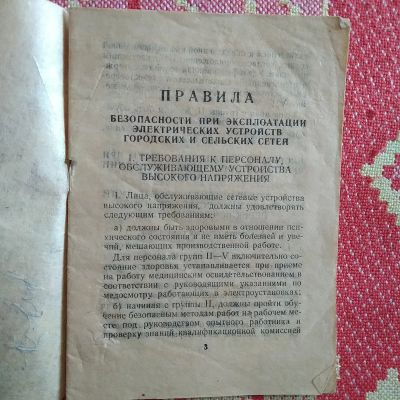 ПРАВИЛА
БЕЗОПАСНОСТИ ПРИ ЭКСПЛОАТАЦИИ
ЭЛЕКТРИЧЕСКИХ УСТРОЙСТВ
ГОРОДСКИХ И СЕЛЬСКИХ СЕТЕЙ
I. ТРЕБОВАНИЯ К ПЕРСОНАЛУ,
ОБСЛУЖИВАЮЩЕМУ УСТРОЙСТВА
ВЫСОКОГО НАПРЯЖЕНИЯ
1. Лица, обслуживающие сетевые устройства
высокого напряжения, должны удовлетворять
следующим требованиям:
а) должны быть здоровыми в отношении пси-
хического состояния и не иметь болезней и уве-
чий, мешающих производственной работе.
Для персонала групп II—V включительно со-
стояние здоровья устанавливается при приеме
на работу медицинским освидетельствованием в
соответствии с руководящими указаниями по
медосмотру работающих в электроустановках;
б) начиная с группы II, должны пройти обу-
чение безопасным методам работ на рабочем ме-
сте под руководством опытного работника и
проверку знаний квалификационной комиссией
3